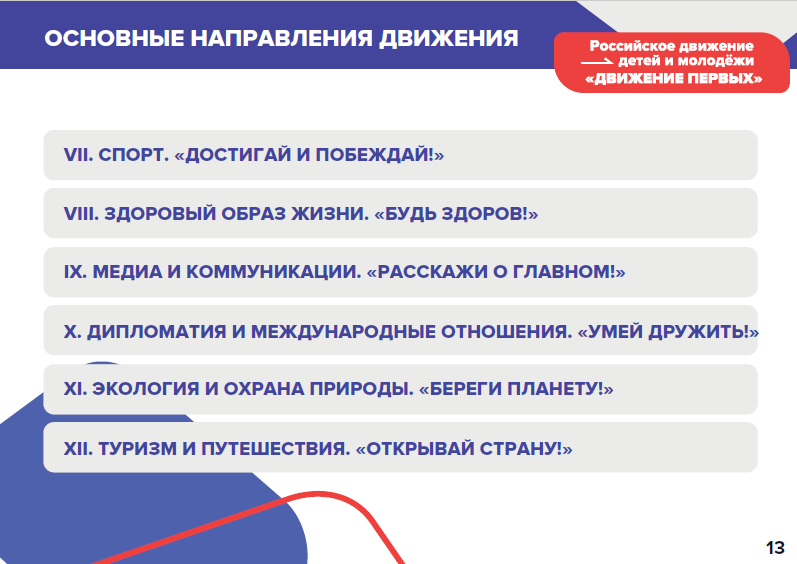 ОСНОВНЫЕ НАПРАВЛЕНИЯ ДВИЖЕНИЯ
Российское движение
детей и молодёжи
«ДВИЖЕНИЕ ПЕРВЫХ»
VII. СПОРТ. «ДОСТИГАЙ И ПОБЕЖДАЙ!»
VIII. ЗДОРОВЫЙ ОБРАЗ ЖИЗНИ. «БУДЬ ЗДОРОВ!»
IX. МЕДИА И КОММУНИКАЦИИ. «РАССКАЖИ О ГЛАВНОМ!»
X. ДИПЛОМАТИЯ И МЕЖДУНАРОДНЫЕ ОТНОШЕНИЯ. «УМЕЙ ДРУЖИТЬ!»
XI. ЭКОЛОГИЯ И ОХРАНА ПРИРОДЫ. «БЕРЕГИ ПЛАНЕТУ!»
XII. ТУРИЗМ И ПУТЕШЕСТВИЯ. «ОТКРЫВАЙ СТРАНУ!»
13